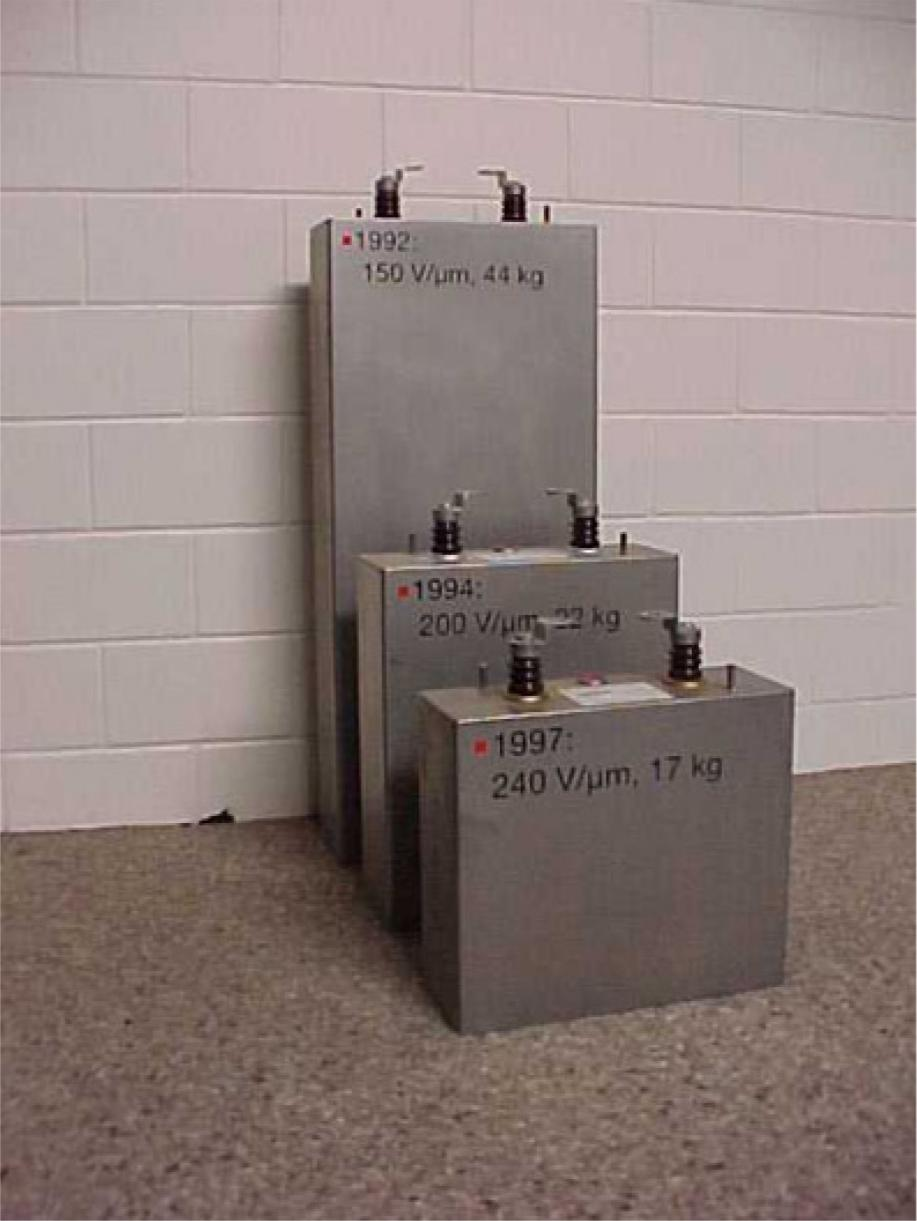 1992:
150 V/µm, 44 kg
1994:
200 V/µm, 22 kg
1997:
240 V/µm, 17 kg